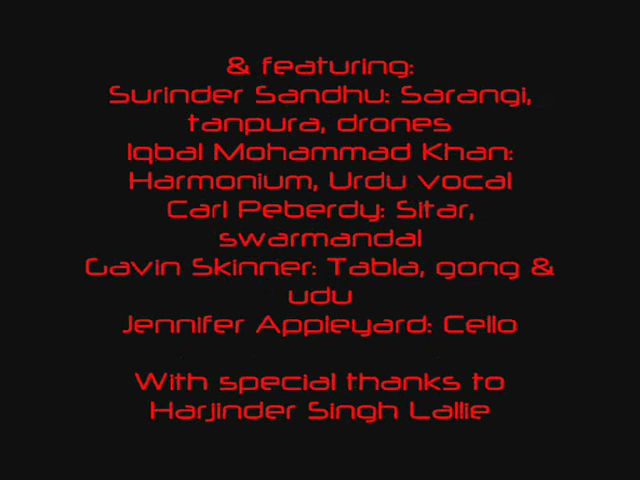 & featuring:
Surinder Sandhu: Sarangi,
tanpura, drones
Iqbal Mohammad Khan:
Harmonium, Urdu vocal
Carl Peberdy: Sitar,
swarmandal
Gavin Skinner: Tabla, gong &
udu
Jennifer Appleyard: Cello
With special thanks to
Harjinder Singh Lallie